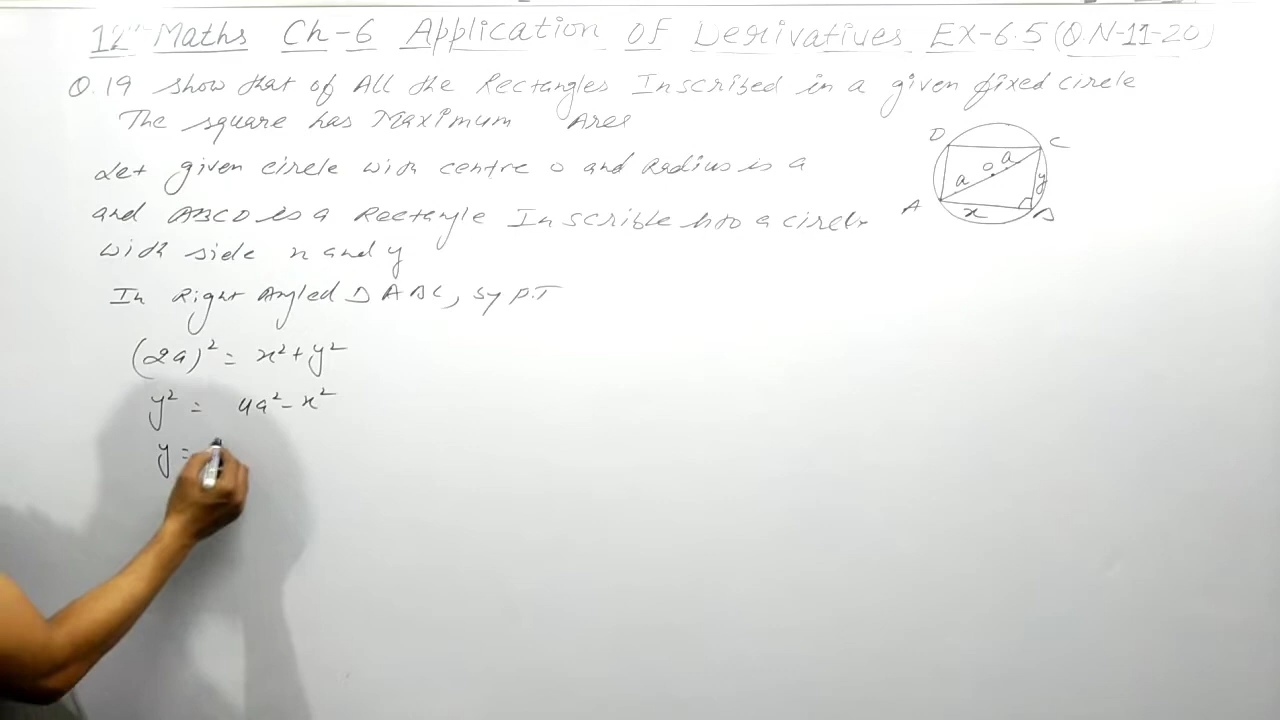 12th Maths Ch-6 Application OF Derivatives EX-6.5 (Q.N-11-20)
Q.19 show that of All the Rectangles Inscribed in a given fixed circle
The square has Maximum Area
Let given circle with centre O and Radius is a
and ABCD is a Rectangle Inscrible Into a circle
with side x and y
In Right Angled Δ ABC, By P.T
(2a)² = x² + y²
y² = 4a² - x²
y =
D
C
O a
a
y
A
x
B